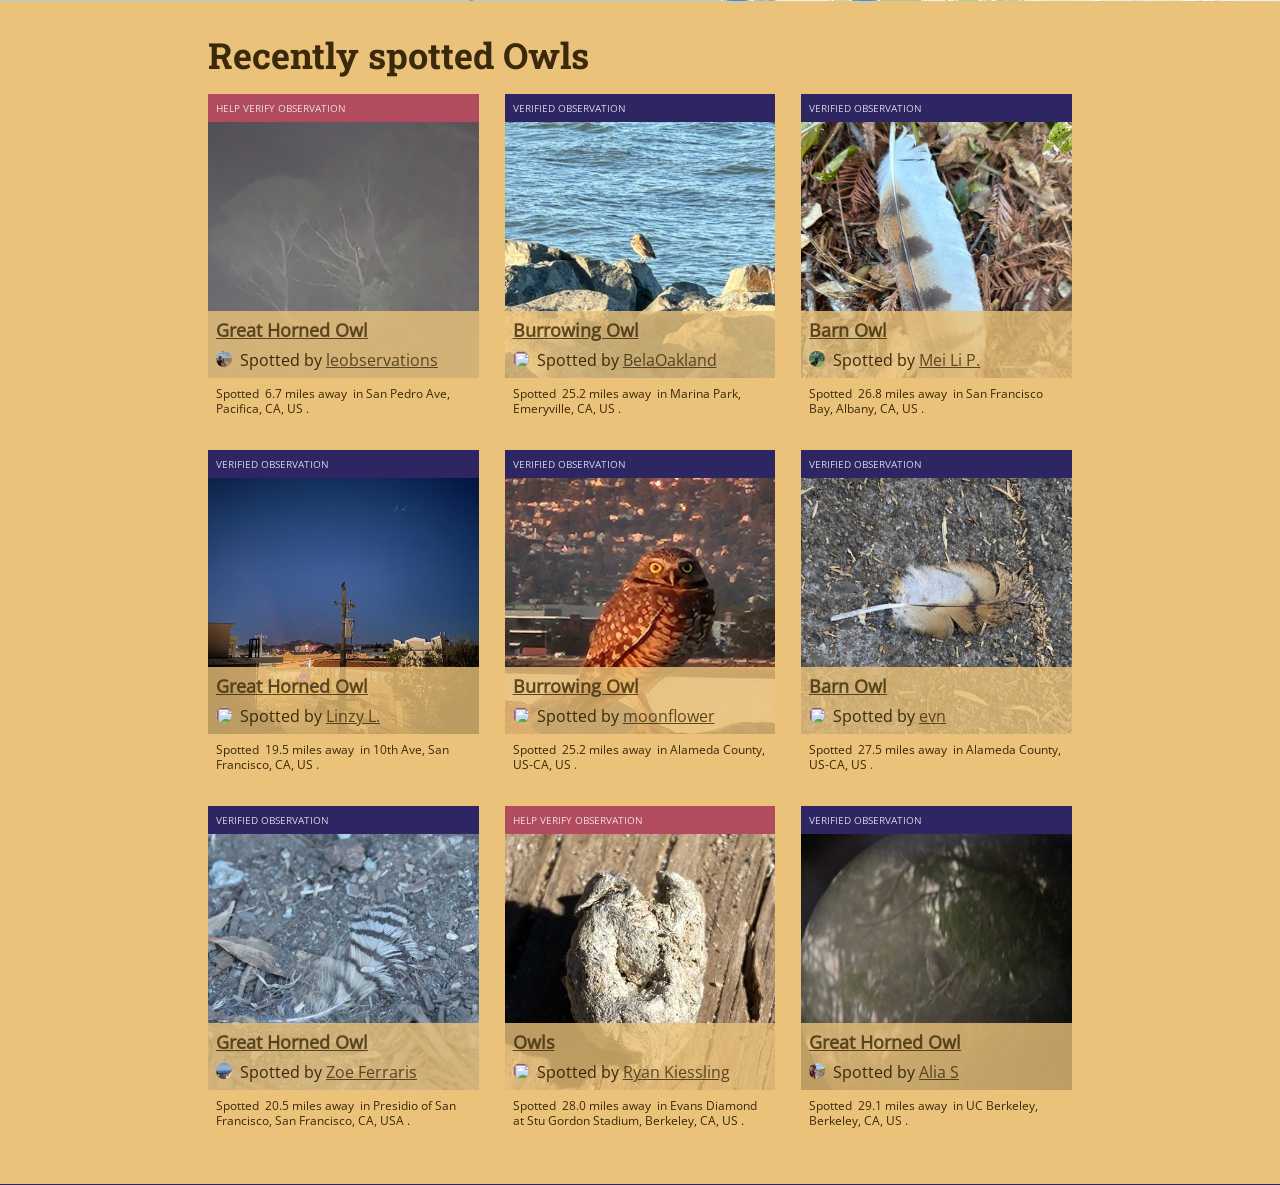 Recently spotted Owls
HELP VERIFY OBSERVATION
Great Horned Owl
Spotted by leobservations
Spotted 6.7 miles away in San Pedro Ave,
Pacifica, CA, US .
VERIFIED OBSERVATION
Burrowing Owl
Spotted by BelaOakland
Spotted 25.2 miles away in Marina Park,
Emeryville, CA, US .
VERIFIED OBSERVATION
Barn Owl
Spotted by Mei Li P.
Spotted 26.8 miles away in San Francisco
Bay, Albany, CA, US .
VERIFIED OBSERVATION
Great Horned Owl
Spotted by Linzy L.
Spotted 19.5 miles away in 10th Ave, San
Francisco, CA, US .
VERIFIED OBSERVATION
Burrowing Owl
Spotted by moonflower
Spotted 25.2 miles away in Alameda County,
US-CA, US .
VERIFIED OBSERVATION
Barn Owl
Spotted by evn
Spotted 27.5 miles away in Alameda County,
US-CA, US .
VERIFIED OBSERVATION
Great Horned Owl
Spotted by Zoe Ferraris
Spotted 20.5 miles away in Presidio of San
Francisco, San Francisco, CA, USA .
HELP VERIFY OBSERVATION
Owls
Spotted by Ryan Kiessling
Spotted 28.0 miles away in Evans Diamond
at Stu Gordon Stadium, Berkeley, CA, US .
VERIFIED OBSERVATION
Great Horned Owl
Spotted by Alia S
Spotted 29.1 miles away in UC Berkeley,
Berkeley, CA, US .